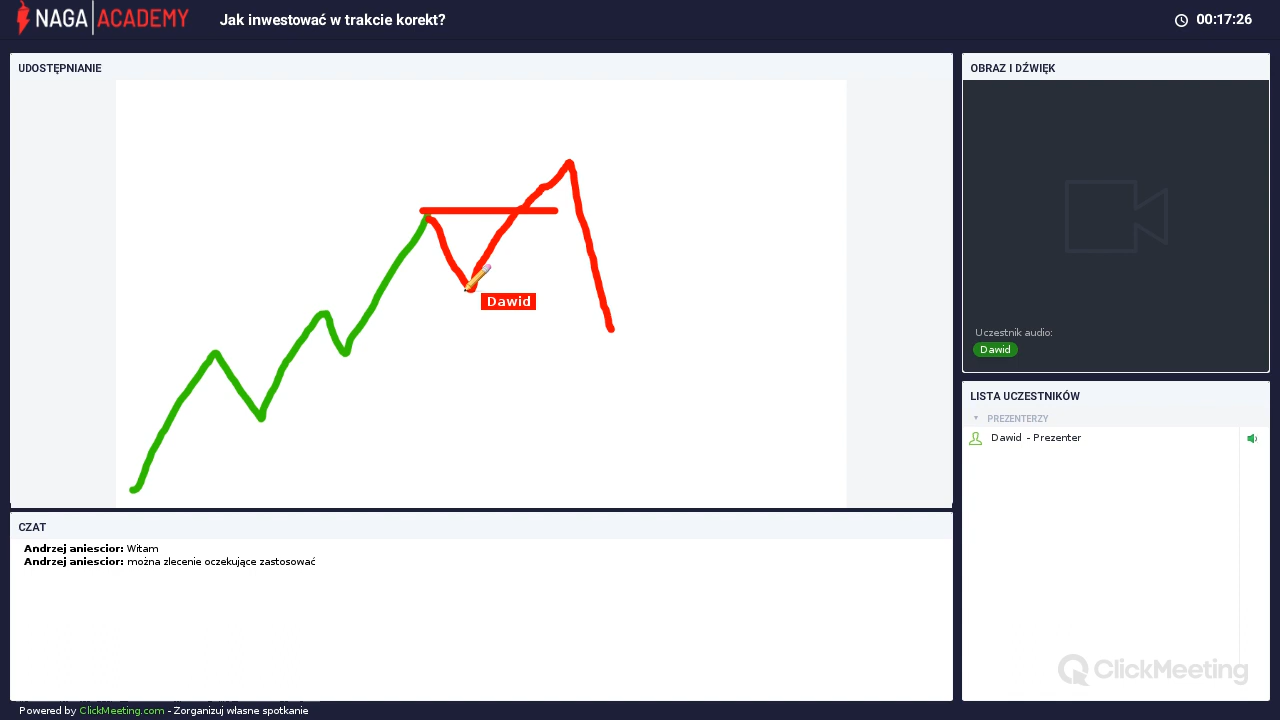 NAGA|ACADEMY
Jak inwestować w trakcie korekt?
00:17:26
UDOSTĘPNIANIE
Dawid
OBRAZ I DŹWIĘK
Uczestnik audio:
Dawid
LISTA UCZESTNIKÓW
PREZENTERZY
Dawid - Prezenter
CZAT
Andrzej aniescior: Witam
Andrzej aniescior: można zlecenie oczekujące zastosować
ClickMeeting
Powered by ClickMeeting.com - Zorganizuj własne spotkanie